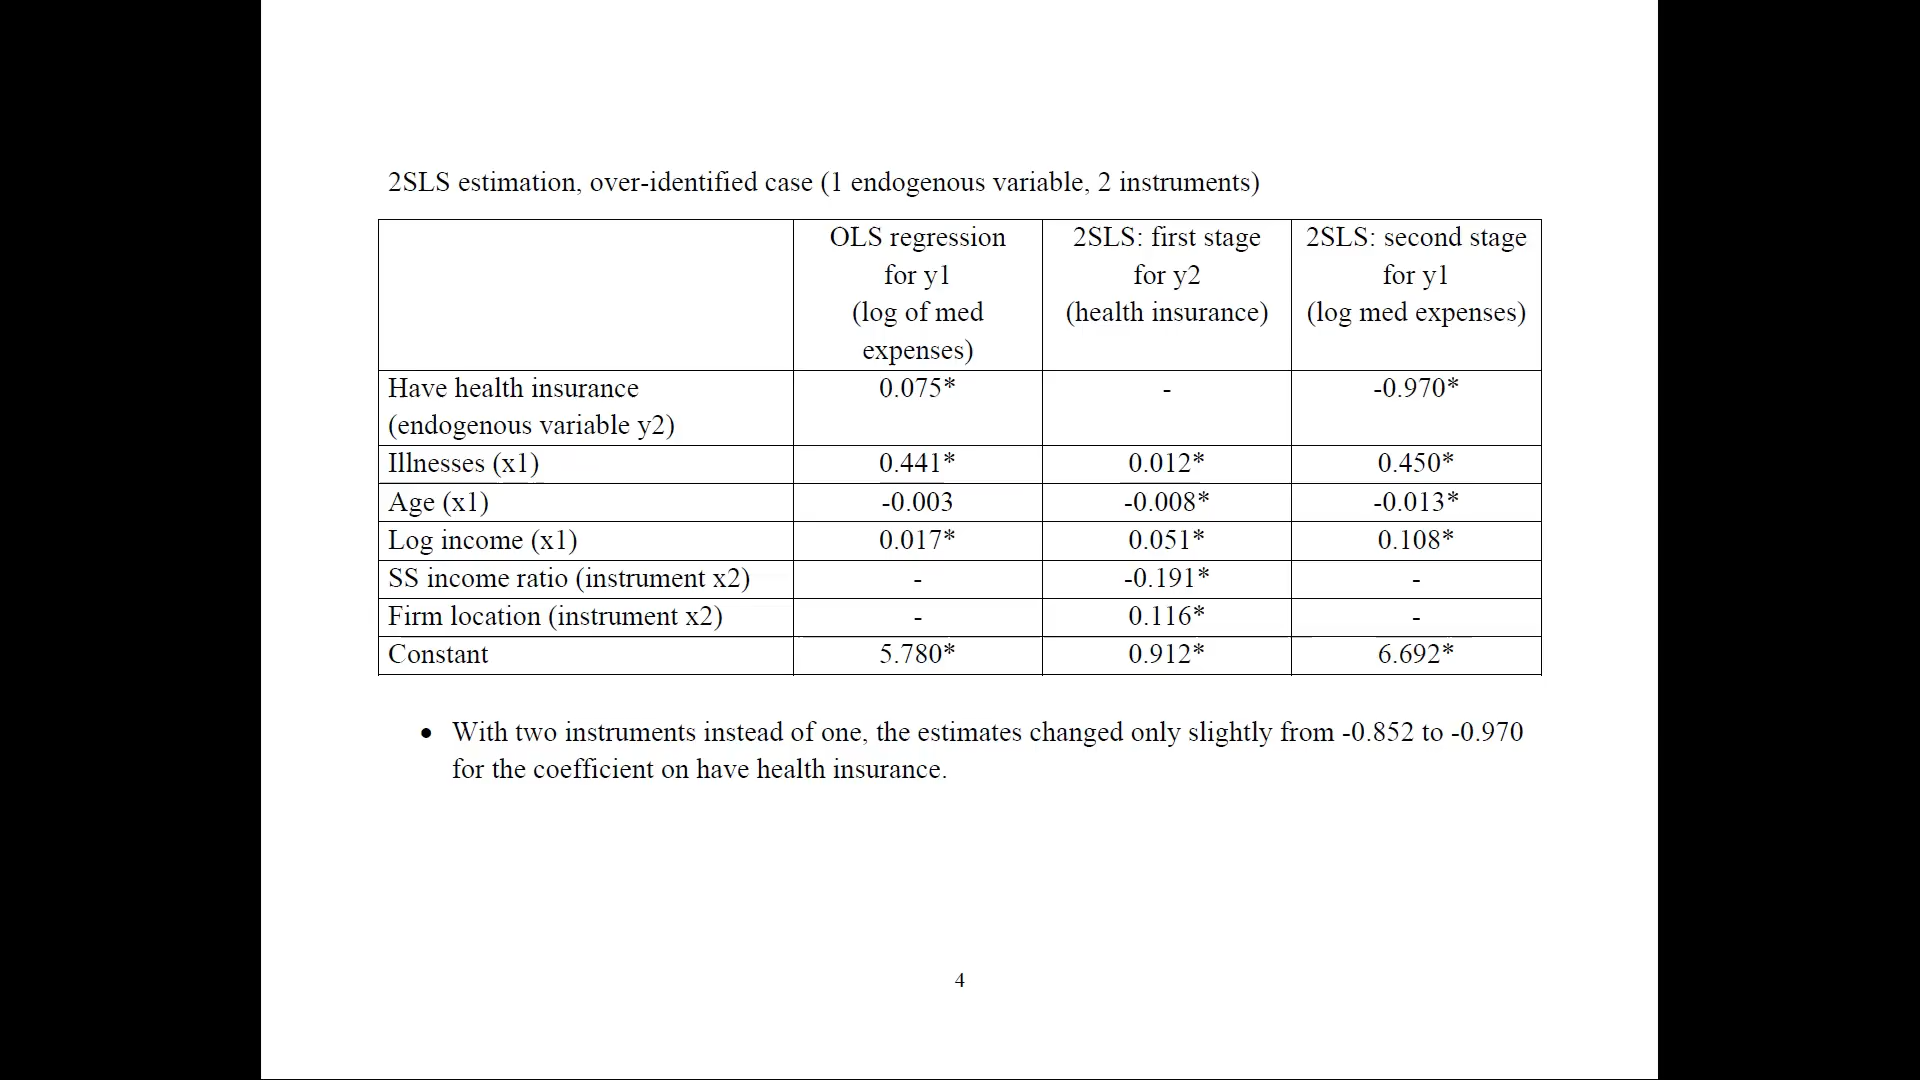 2SLS estimation, over-identified case (1 endogenous variable, 2 instruments)
OLS regression for y1 (log of med expenses)
2SLS: first stage for y2 (health insurance)
2SLS: second stage for y1 (log med expenses)
Have health insurance (endogenous variable y2) 0.075* - -0.970*
Illnesses (x1) 0.441* 0.012* 0.450*
Age (x1) -0.003 -0.008* -0.013*
Log income (x1) 0.017* 0.051* 0.108*
SS income ratio (instrument x2) - -0.191* -
Firm location (instrument x2) - 0.116* -
Constant 5.780* 0.912* 6.692*
• With two instruments instead of one, the estimates changed only slightly from -0.852 to -0.970
for the coefficient on have health insurance.
4